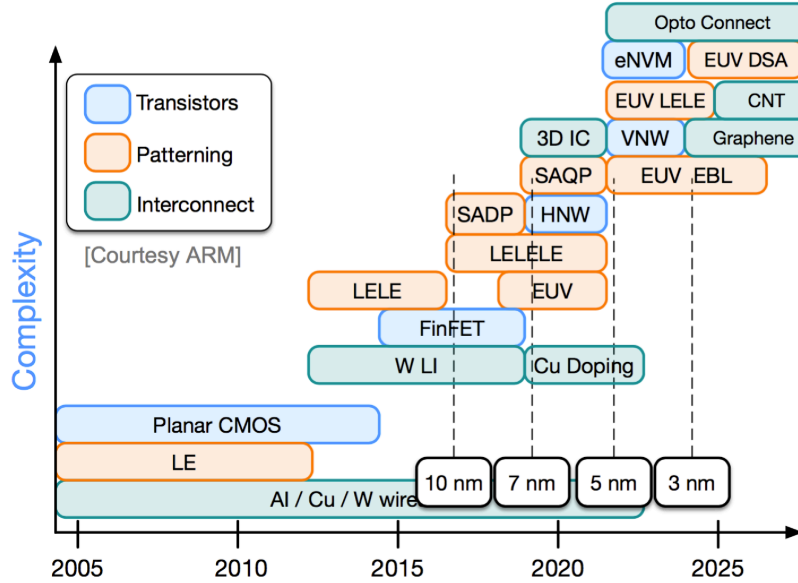 Opto Connect
eNVM
EUV DSA
Transistors
EUV LELE
CNT
Patterning
3D IC
VNW
Graphene
SAQP
EUV EBL
Interconnect
SADP
HNW
[Courtesy ARM]
LELELE
Complexity
LELE
EUV
FinFET
W LI
Cu Doping
Planar CMOS
LE
10 nm
7 nm
5 nm
3 nm
Al / Cu / W wire
2005
2010
2015
2020
2025